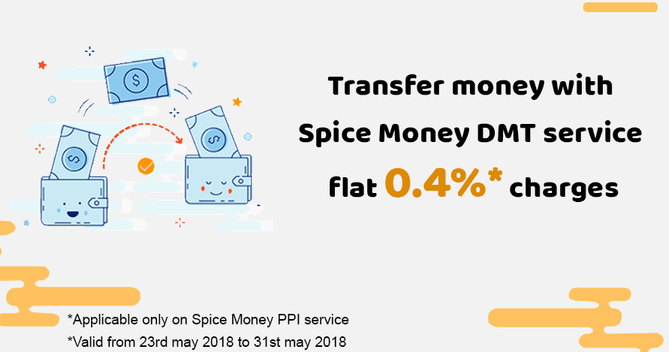 Transfer money with
Spice Money DMT service
flat 0.4%* charges
*Applicable only on Spice Money PPI service
*Valid from 23rd may 2018 to 31st may 2018